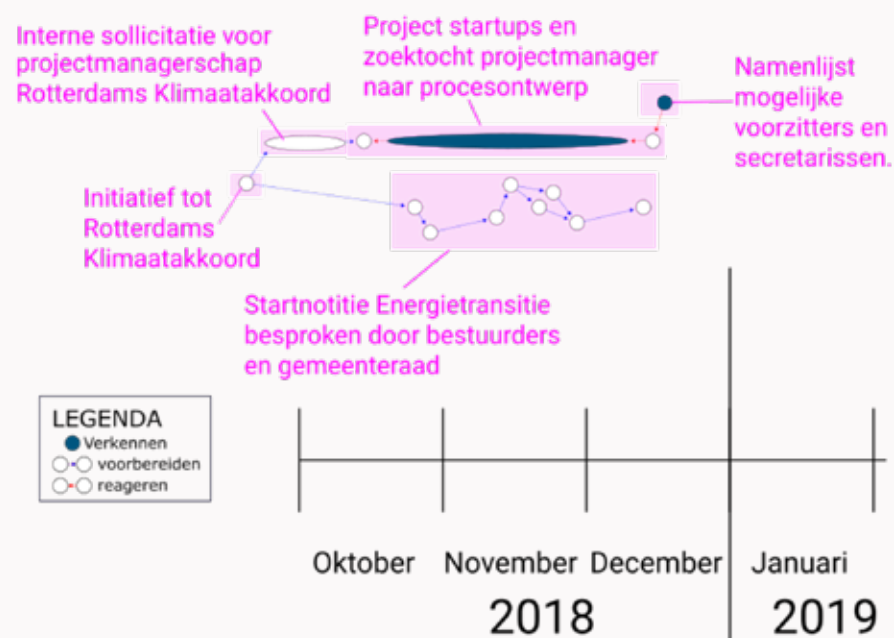 Interne sollicitatie voor
projectmanagerschap
Rotterdams Klimaatakkoord
Project startups en
zoektocht projectmanager
naar procesontwerp
Namenlijst
mogelijke
voorzitters en
secretarissen.
Initiatief tot
Rotterdams
Klimaatakkoord
Startnotitie Energietransitie
besproken door bestuurders
en gemeenteraad
LEGENDA
Verkennen
voorbereiden
reageren
Oktober November December Januari
2018 2019